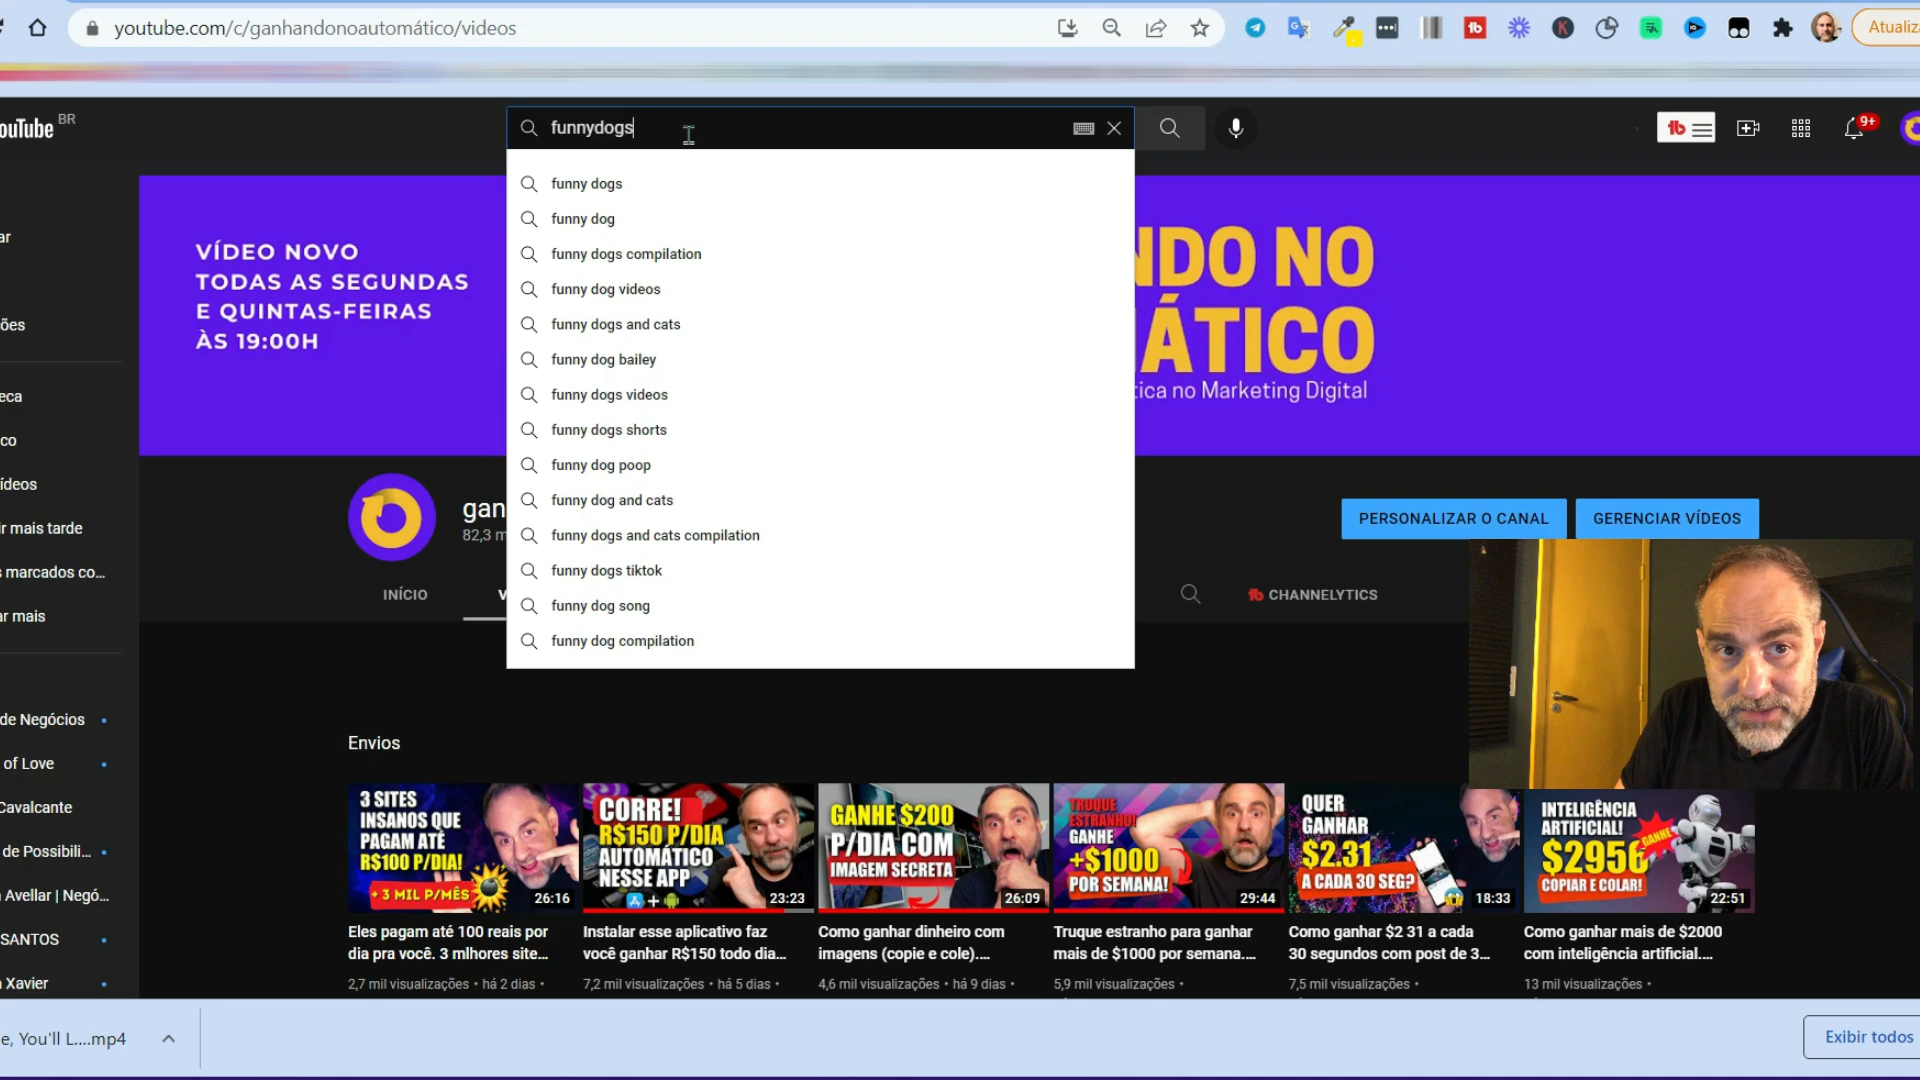 youtube.com/c/ganhandonoautomático/videos
Atualiz
ouTube BR
funnydogs
9+
funny dogs
funny dog
funny dogs compilation
funny dog videos
funny dogs and cats
funny dog bailey
funny dogs videos
funny dogs shorts
funny dog poop
funny dog and cats
funny dogs and cats compilation
funny dogs tiktok
funny dog song
funny dog compilation
VÍDEO NOVO
TODAS AS SEGUNDAS
E QUINTAS-FEIRAS
ÀS 19:00H
NDO NO
ÁTICO
tica no Marketing Digital
ar
ões
eca
co
ídeos
ir mais tarde
s marcados co...
ar mais
de Negócios
of Love
Cavalcante
de Possibili...
Avellar | Negó...
SANTOS
Xavier
gan
82,3 m
PERSONALIZAR O CANAL
GERENCIAR VÍDEOS
INÍCIO
V
CHANNELYTICS
Envios
3 SITES
INSANOS QUE
PAGAM ATÉ
R$100 P/DIA!
+ 3 MIL P/MÊS
26:16
Eles pagam até 100 reais por
dia pra você. 3 mlhores site...
2,7 mil visualizações • há 2 dias •
CORRE!
R$150 P/DIA
AUTOMÁTICO
NESSE APP
23:23
Instalar esse aplicativo faz
você ganhar R$150 todo dia...
7,2 mil visualizações • há 5 dias •
GANHE $200
P/DIA COM
IMAGEM SECRETA
26:09
Como ganhar dinheiro com
imagens (copie e cole)....
4,6 mil visualizações • há 9 dias •
TRUQUE
ESTRANHO!
GANHE
+$1000
POR SEMANA!
29:44
Truque estranho para ganhar
mais de $1000 por semana....
5,9 mil visualizações •
QUER
GANHAR
$2.31
A CADA 30 SEG?
18:33
Como ganhar $2 31 a cada
30 segundos com post de 3...
7,5 mil visualizações •
INTELIGÊNCIA
ARTIFICIAL!
GANHE
$2956
COPIAR E COLAR!
22:51
Como ganhar mais de $2000
com inteligência artificial....
13 mil visualizações •
e, You'll L....mp4
Exibir todos